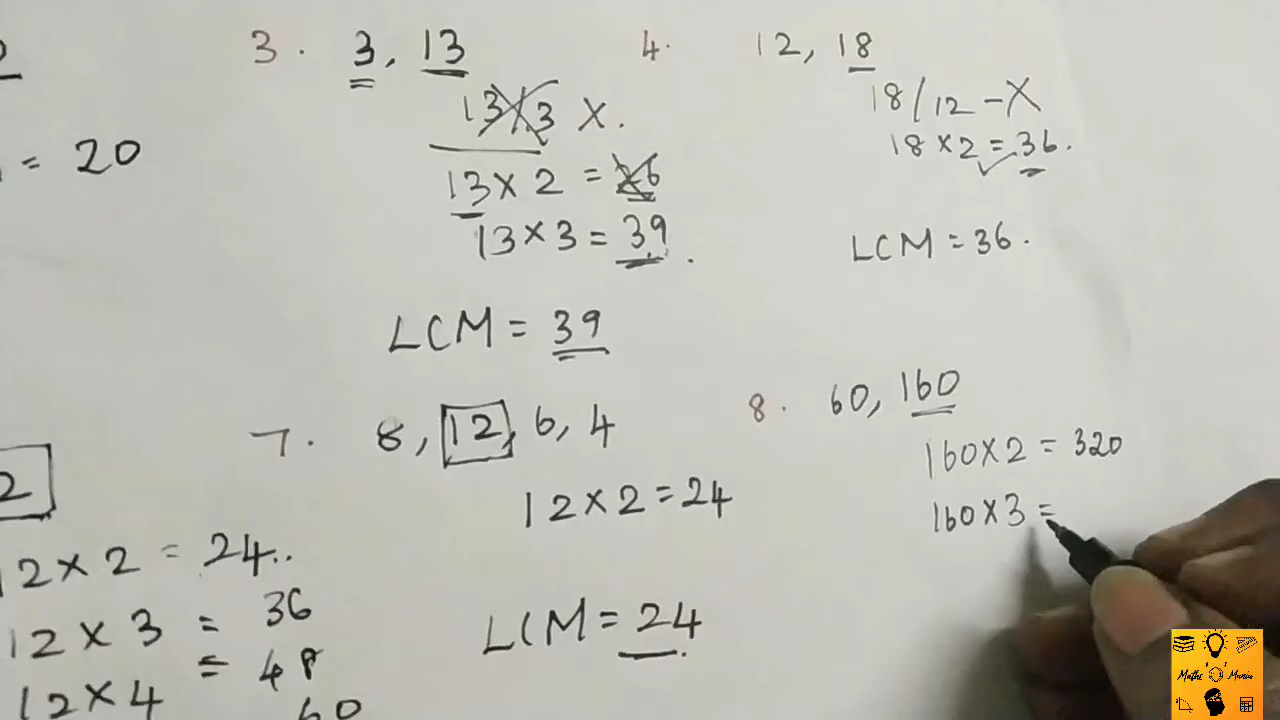 = 20
3. 3, 13
13/3 X.
13 × 2 = 26
13 × 3 = 39.
LCM = 39
4. 12, 18
18/12 - X
18 × 2 = 36.
LCM = 36.
2
12 × 2 = 24..
12 × 3 = 36
12 × 4 = 48
60
7. 8, 12, 6, 4
12 × 2 = 24
LCM = 24.
8. 60, 160
160 × 2 = 320
160 × 3 =
Maths Mania